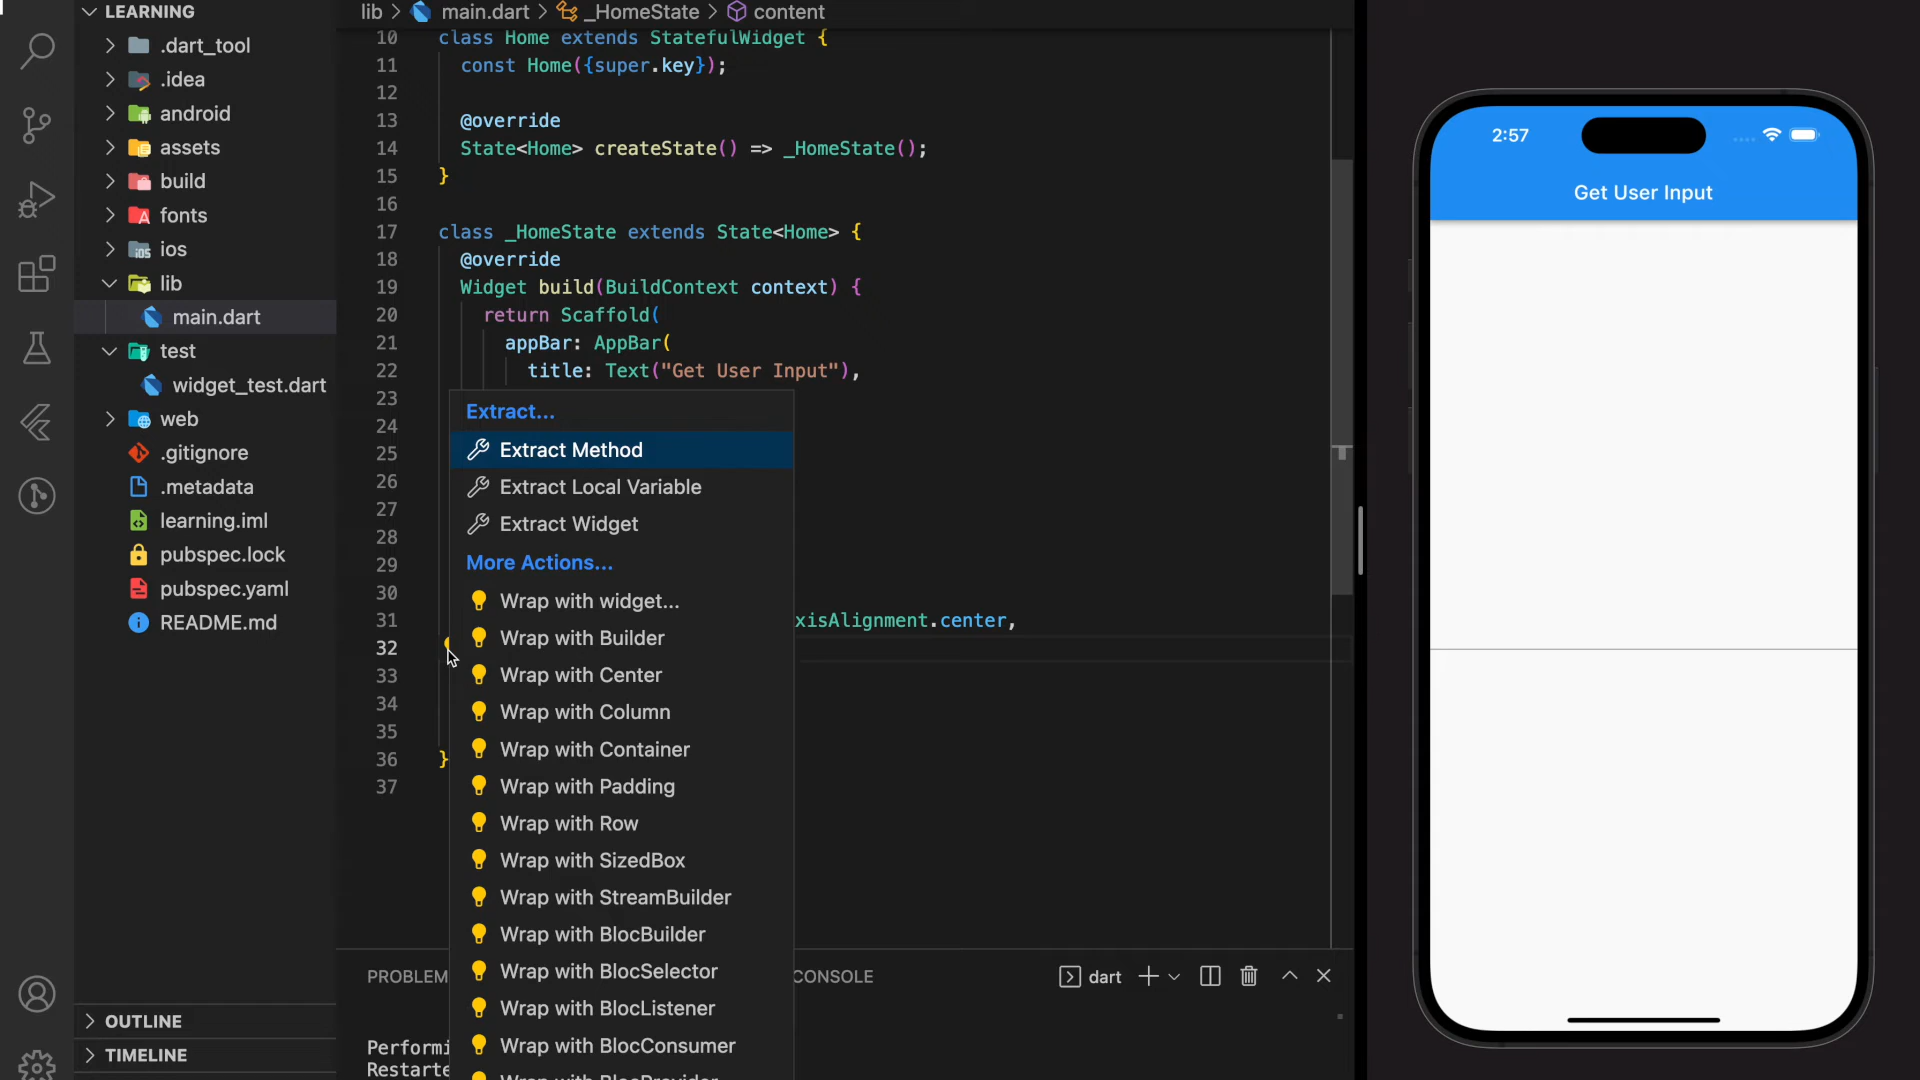 LEARNING
.dart_tool
.idea
android
assets
build
fonts
ios
lib
main.dart
test
widget_test.dart
web
.gitignore
.metadata
learning.iml
pubspec.lock
pubspec.yaml
README.md
OUTLINE
TIMELINE
lib > main.dart > _HomeState > content
10 class Home extends StatefulWidget {
11 const Home({super.key});
12
13 @override
14 State<Home> createState() => _HomeState();
15 }
16
17 class _HomeState extends State<Home> {
18 @override
19 Widget build(BuildContext context) {
20 return Scaffold(
21 appBar: AppBar(
22 title: Text("Get User Input"),
23
24
25
26
27
28
29
30
31 xisAlignment.center,
32
33
34
35
36 }
37
Extract...
Extract Method
Extract Local Variable
Extract Widget
More Actions...
Wrap with widget...
Wrap with Builder
Wrap with Center
Wrap with Column
Wrap with Container
Wrap with Padding
Wrap with Row
Wrap with SizedBox
Wrap with StreamBuilder
Wrap with BlocBuilder
Wrap with BlocSelector
Wrap with BlocListener
Wrap with BlocConsumer
PROBLEM
CONSOLE
dart
Performi
Restarte
2:57
Get User Input